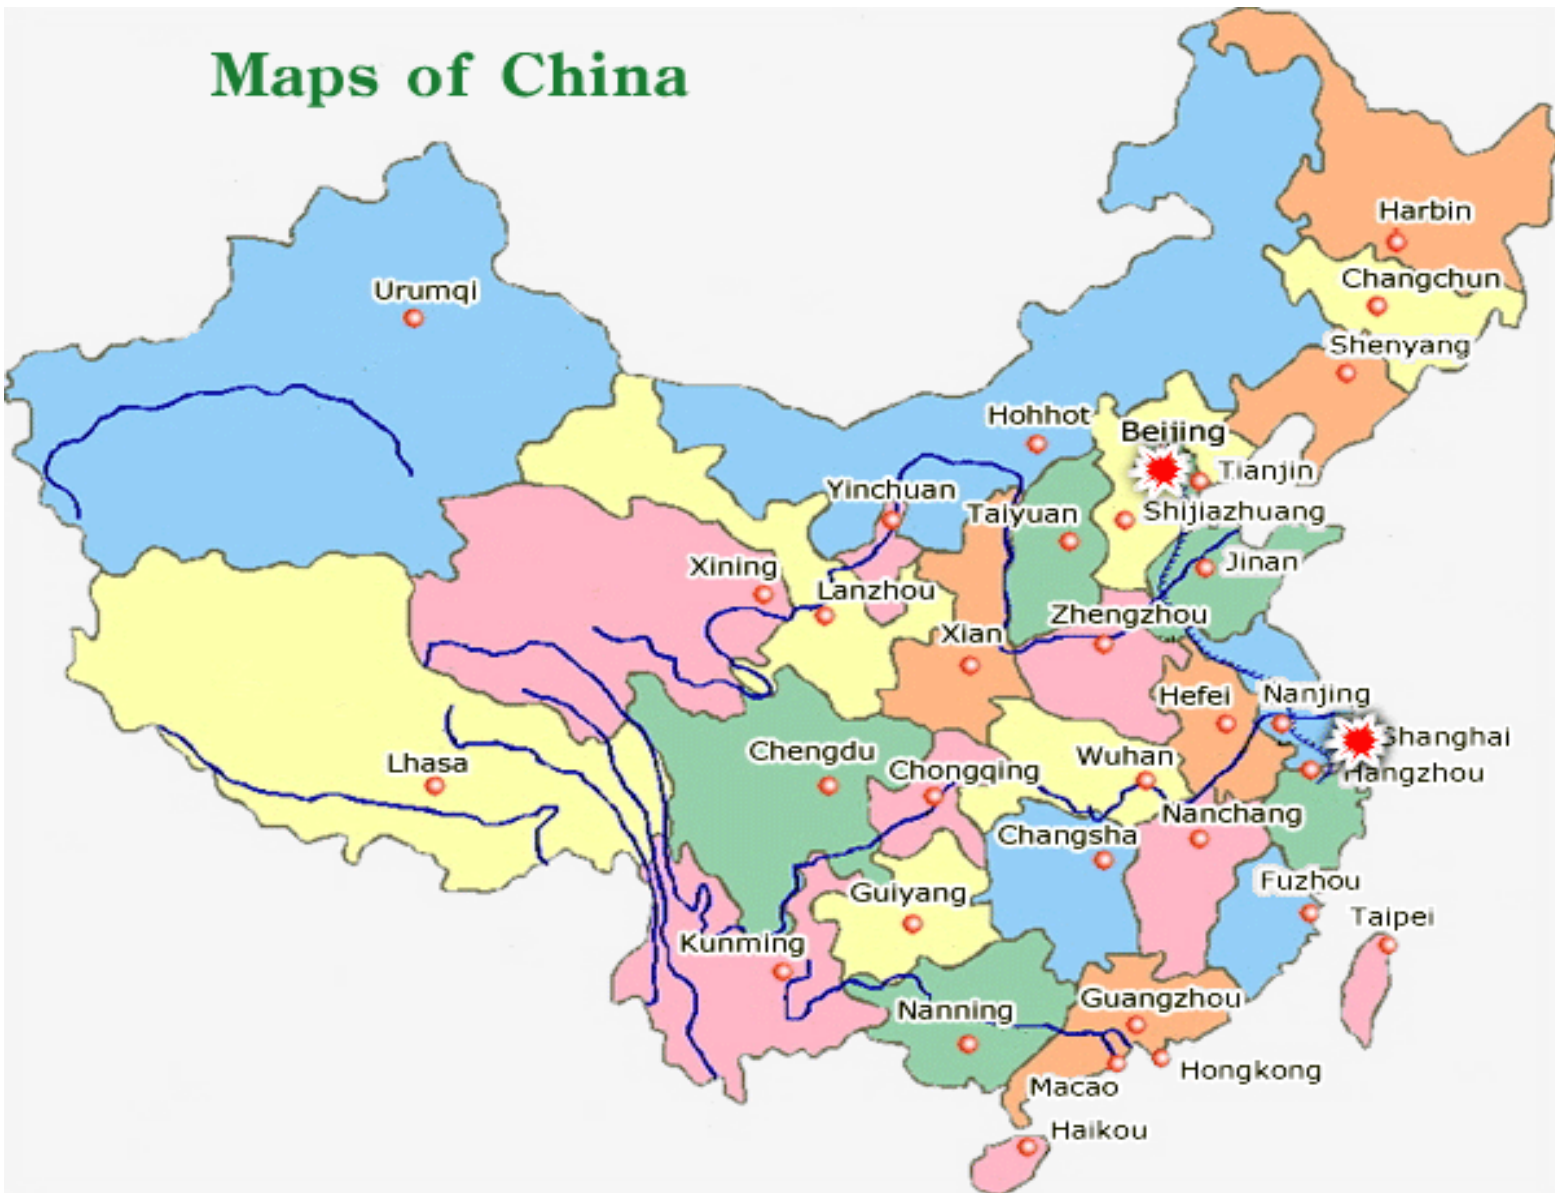 Maps of China
Harbin
Changchun
Urumqi
Shenyang
Hohhot
Beijing
Tianjin
Yinchuan
Taiyuan
Shijiazhuang
Xining
Jinan
Lanzhou
Zhengzhou
Xian
Hefei
Nanjing
Shanghai
Chengdu
Wuhan
Lhasa
Chongqing
Hangzhou
Nanchang
Changsha
Fuzhou
Guiyang
Taipei
Kunming
Guangzhou
Nanning
Hongkong
Macao
Haikou